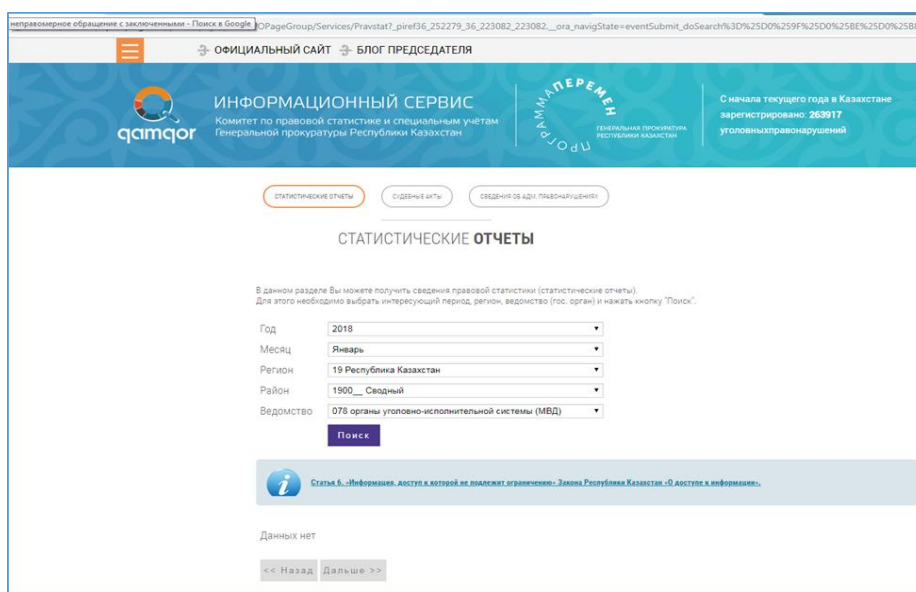 неправомерное обращение с заключенными - Поиск в Google
OPageGroup/Services/Pravstat?_piref36_252279_36_223082_223082.__ora_navigState=eventSubmit_doSearch%3D%25D0%259F%25D0%25BE%25D0%25B8
ОФИЦИАЛЬНЫЙ САЙТ БЛОГ ПРЕДСЕДАТЕЛЯ
qamqor
ИНФОРМАЦИОННЫЙ СЕРВИС
Комитет по правовой статистике и специальным учётам
Генеральной прокуратуры Республики Казахстан
ПРОГРАММА ПЕРЕМЕН
ГЕНЕРАЛЬНАЯ ПРОКУРАТУРА
РЕСПУБЛИКИ КАЗАХСТАН
С начала текущего года в Казахстане
зарегистрировано: 263917
уголовныхправонарушений
СТАТИСТИЧЕСКИЕ ОТЧЕТЫ СУДЕБНЫЕ АКТЫ СВЕДЕНИЯ ОБ АДМ. ПРАВОНАРУШЕНИЯХ
СТАТИСТИЧЕСКИЕ ОТЧЕТЫ
В данном разделе Вы можете получить сведения правовой статистики (статистические отчеты).
Для этого необходимо выбрать интересующий период, регион, ведомство (гос. орган) и нажать кнопку "Поиск".
Год 2018
Месяц Январь
Регион 19 Республика Казахстан
Район 1900__ Сводный
Ведомство 078 органы уголовно-исполнительной системы (МВД)
Поиск
Статья 6. «Информация, доступ к которой не подлежит ограничению» Закона Республики Казахстан «О доступе к информации».
Данных нет
<< Назад Дальше >>